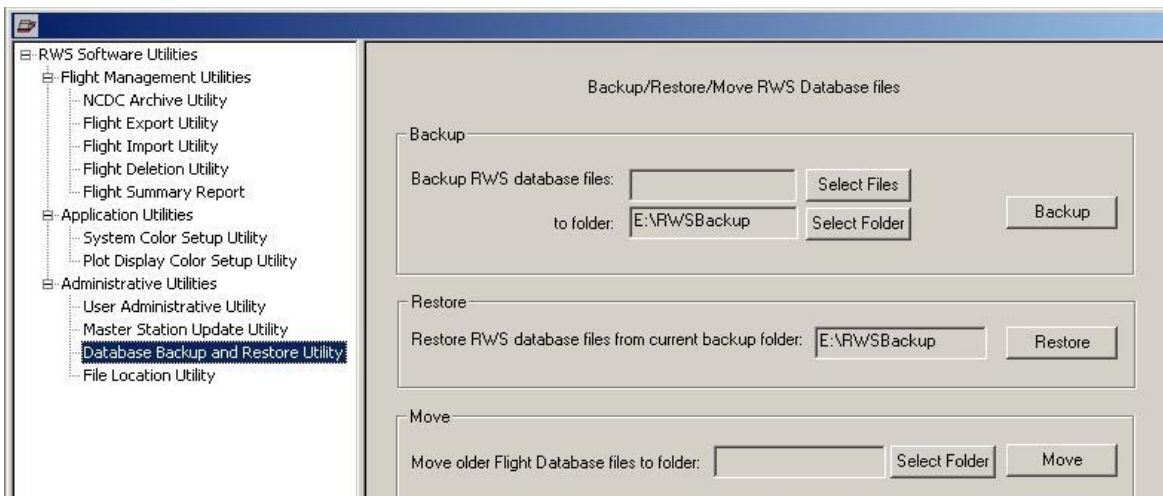 RWS Software Utilities
Flight Management Utilities
NCDC Archive Utility
Flight Export Utility
Flight Import Utility
Flight Deletion Utility
Flight Summary Report
Application Utilities
System Color Setup Utility
Plot Display Color Setup Utility
Administrative Utilities
User Administrative Utility
Master Station Update Utility
Database Backup and Restore Utility
File Location Utility
Backup/Restore/Move RWS Database files
Backup
Backup RWS database files: Select Files
to folder: E:\RWSBackup Select Folder Backup
Restore
Restore RWS database files from current backup folder: E:\RWSBackup Restore
Move
Move older Flight Database files to folder: Select Folder Move